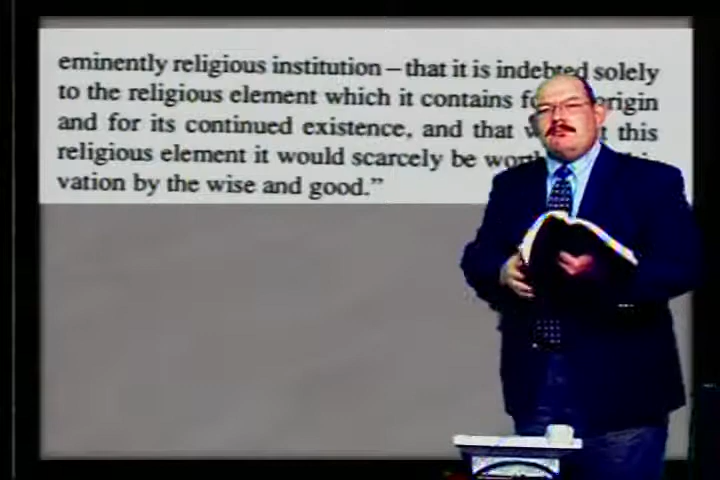 eminently religious institution – that it is indebted solely
to the religious element which it contains origin
and for its continued existence, and that this
religious element it would scarcely be
vation by the wise and good.”